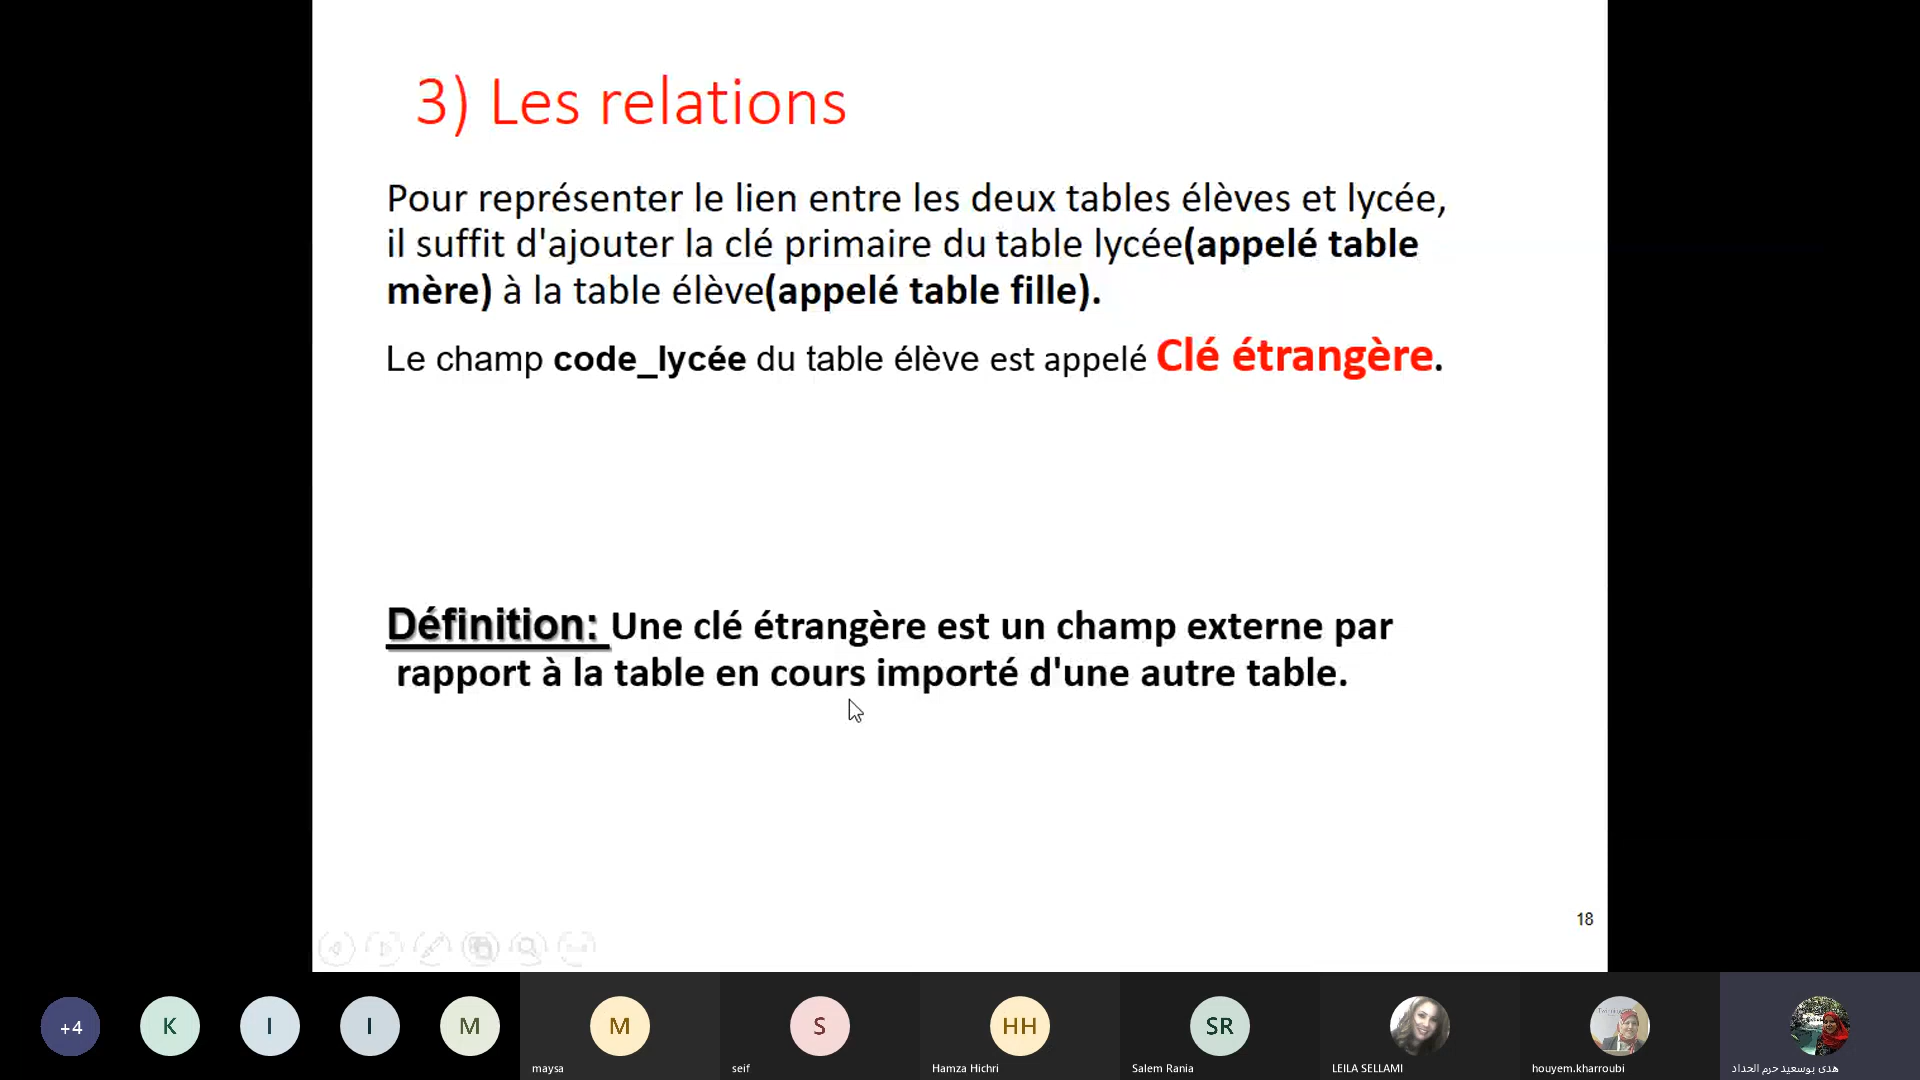 3) Les relations
Pour représenter le lien entre les deux tables élèves et lycée,
il suffit d'ajouter la clé primaire du table lycée(appelé table
mère) à la table élève(appelé table fille).
Le champ code_lycée du table élève est appelé Clé étrangère.
Définition: Une clé étrangère est un champ externe par
rapport à la table en cours importé d'une autre table.
18
+4
K
I
I
M
M
S
HH
SR
maysa
seif
Hamza Hichri
Salem Rania
LEILA SELLAMI
houyem.kharroubi
هدى بوسعيد حرم الحداد